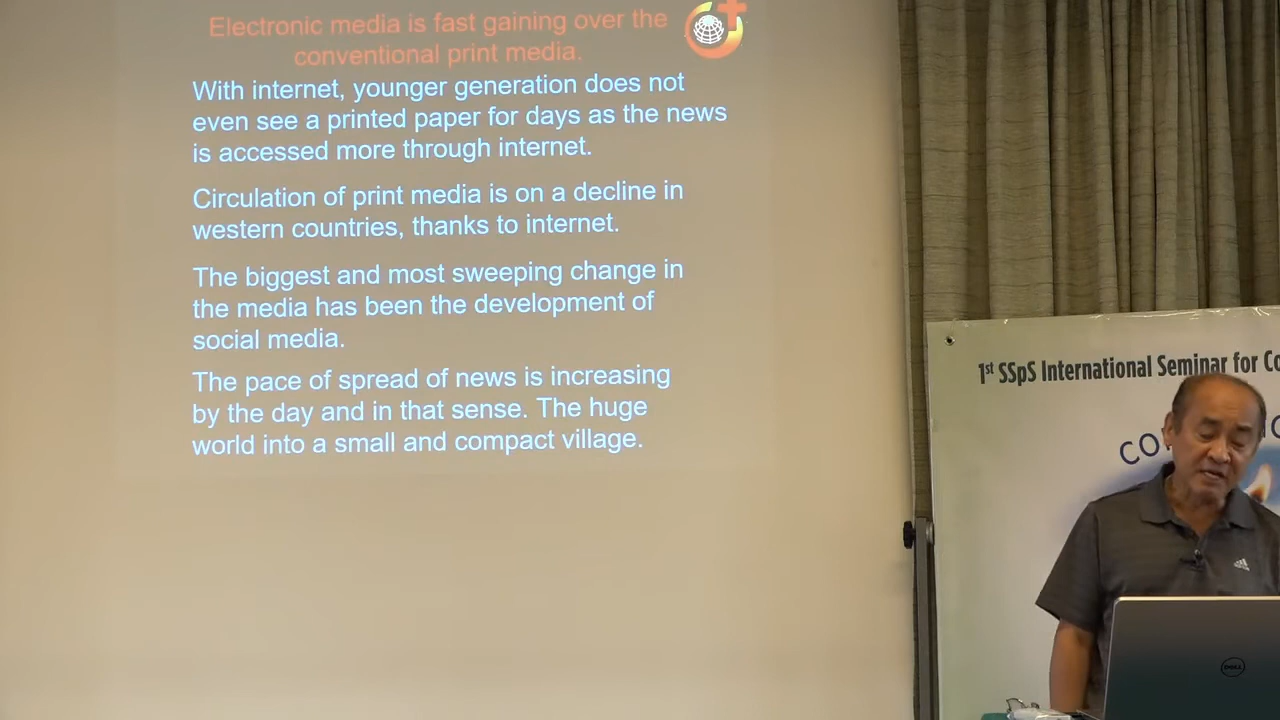 Electronic media is fast gaining over the
conventional print media.
With internet, younger generation does not
even see a printed paper for days as the news
is accessed more through internet.
Circulation of print media is on a decline in
western countries, thanks to internet.
The biggest and most sweeping change in
the media has been the development of
social media.
The pace of spread of news is increasing
by the day and in that sense. The huge
world into a small and compact village.
1st SSpS International Seminar for Co
DELL